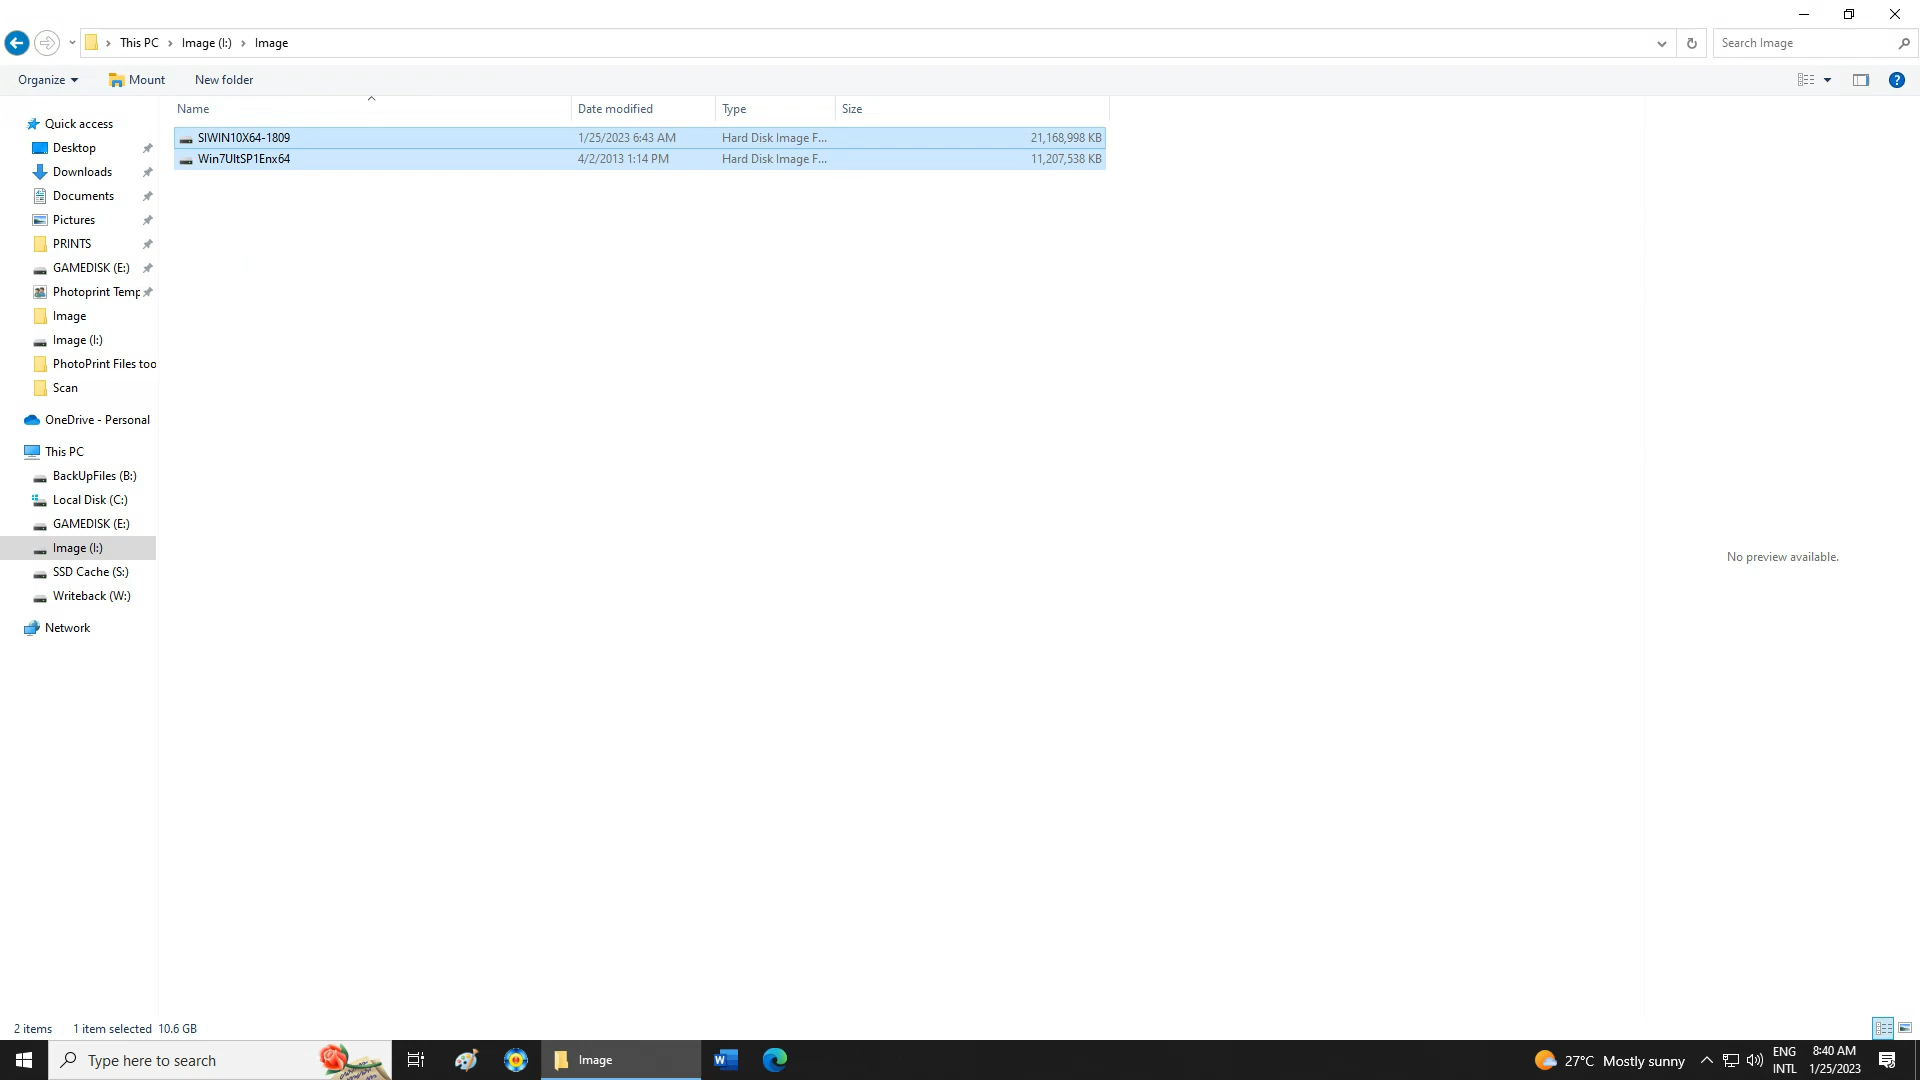 This PC
Image (I:)
Image
Search Image
Organize
Mount
New folder
Name
Date modified
Type
Size
Quick access
Desktop
Downloads
Documents
Pictures
PRINTS
GAMEDISK (E:)
Photoprint Temp
Image
Image (I:)
PhotoPrint Files too
Scan
OneDrive - Personal
This PC
BackUpFiles (B:)
Local Disk (C:)
GAMEDISK (E:)
Image (I:)
SSD Cache (S:)
Writeback (W:)
Network
SIWIN10X64-1809 1/25/2023 6:43 AM Hard Disk Image F... 21,168,998 KB
Win7UltSP1Enx64 4/2/2013 1:14 PM Hard Disk Image F... 11,207,538 KB
No preview available.
2 items 1 item selected 10.6 GB
Type here to search
Image
27°C Mostly sunny
ENG
INTL
8:40 AM
1/25/2023